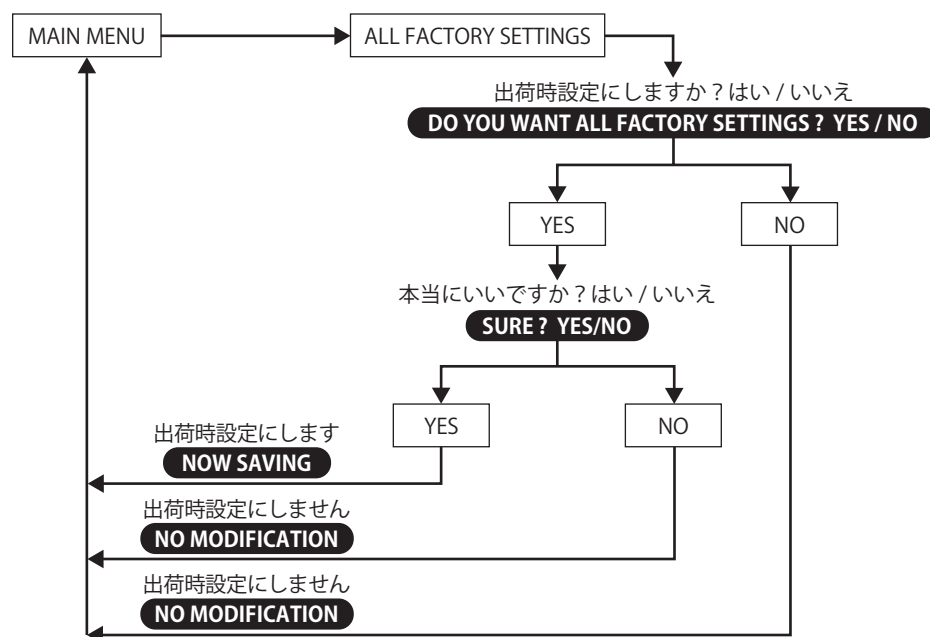 MAIN MENU
ALL FACTORY SETTINGS
出荷時設定にしますか？はい / いいえ
DO YOU WANT ALL FACTORY SETTINGS ? YES / NO
YES
NO
本当にいいですか？はい / いいえ
SURE ? YES/NO
YES
NO
出荷時設定にします
NOW SAVING
出荷時設定にしません
NO MODIFICATION
出荷時設定にしません
NO MODIFICATION